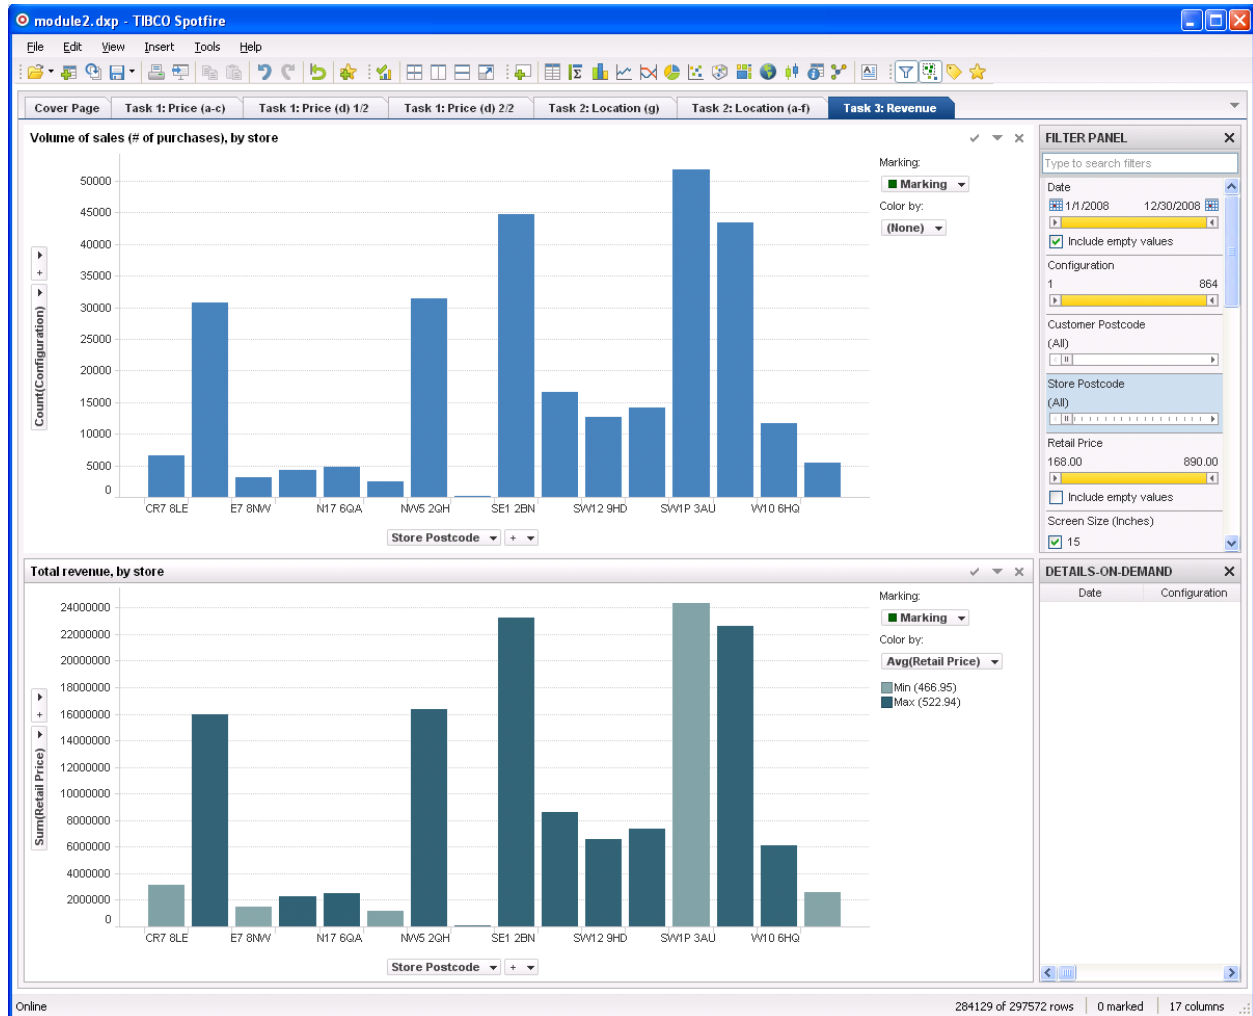 module2.dxp - TIBCO Spotfire
File Edit View Insert Tools Help
Cover Page Task 1: Price (a-c) Task 1: Price (d) 1/2 Task 1: Price (d) 2/2 Task 2: Location (g) Task 2: Location (a-f) Task 3: Revenue
Volume of sales (# of purchases), by store
50000
45000
40000
35000
30000
25000
20000
15000
10000
5000
0
Count(Configuration)
+
CR7 8LE E7 8NW N17 6QA NW5 2QH SE1 2BN SW12 9HD SW1P 3AU W10 6HQ
Store Postcode +
Marking:
Marking
Color by:
(None)
Total revenue, by store
24000000
22000000
20000000
18000000
16000000
14000000
12000000
10000000
8000000
6000000
4000000
2000000
0
Sum(Retail Price)
+
CR7 8LE E7 8NW N17 6QA NW5 2QH SE1 2BN SW12 9HD SW1P 3AU W10 6HQ
Store Postcode +
Marking:
Marking
Color by:
Avg(Retail Price)
Min (466.95)
Max (522.94)
FILTER PANEL
Type to search filters
Date
1/1/2008 12/30/2008
Include empty values
Configuration
1 864
Customer Postcode
(All)
Store Postcode
(All)
Retail Price
168.00 890.00
Include empty values
Screen Size (Inches)
15
DETAILS-ON-DEMAND
Date Configuration
Online 284129 of 297572 rows 0 marked 17 columns